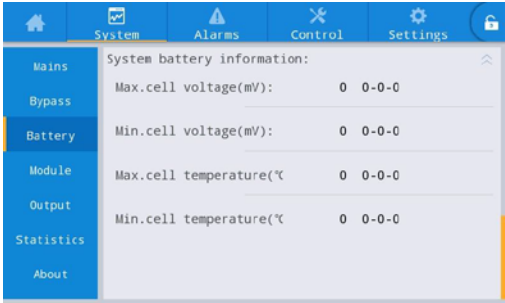 System Alarms Control Settings
Mains
Bypass
Battery
Module
Output
Statistics
About
System battery information:
Max.cell voltage(mV): 0 0-0-0
Min.cell voltage(mV): 0 0-0-0
Max.cell temperature(℃ 0 0-0-0
Min.cell temperature(℃ 0 0-0-0